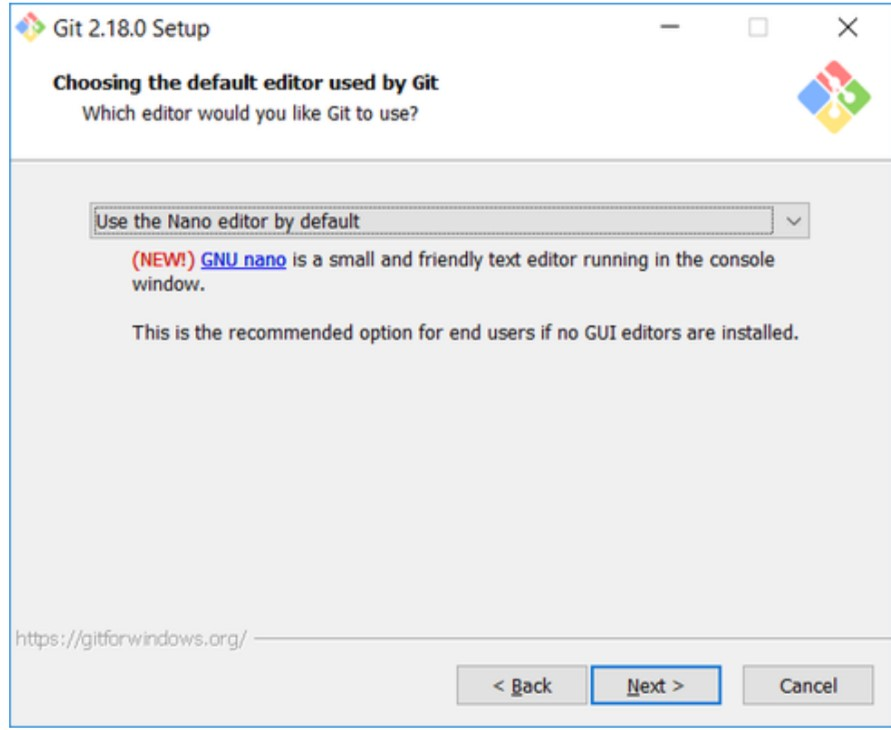 Git 2.18.0 Setup
Choosing the default editor used by Git
Which editor would you like Git to use?
Use the Nano editor by default
(NEW!) GNU nano is a small and friendly text editor running in the console
window.
This is the recommended option for end users if no GUI editors are installed.
https://gitforwindows.org/
< Back
Next >
Cancel